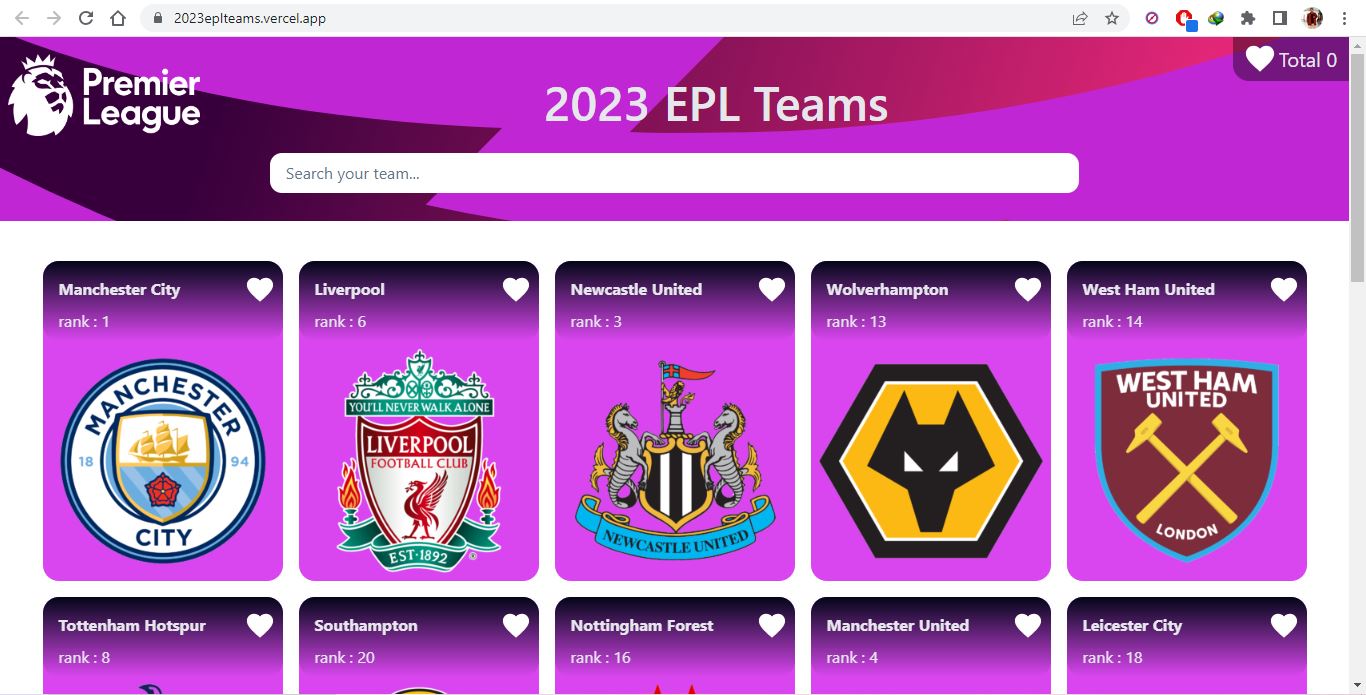 2023eplteams.vercel.app
Total 0
Premier
League
2023 EPL Teams
Search your team...
Manchester City
rank : 1
MANCHESTER
18 94
CITY
Liverpool
rank : 6
YOU'LL NEVER WALK ALONE
LIVERPOOL
FOOTBALL CLUB
EST·1892
Newcastle United
rank : 3
NEWCASTLE UNITED
Wolverhampton
rank : 13
West Ham United
rank : 14
WEST HAM
UNITED
LONDON
Tottenham Hotspur
rank : 8
Southampton
rank : 20
Nottingham Forest
rank : 16
Manchester United
rank : 4
Leicester City
rank : 18